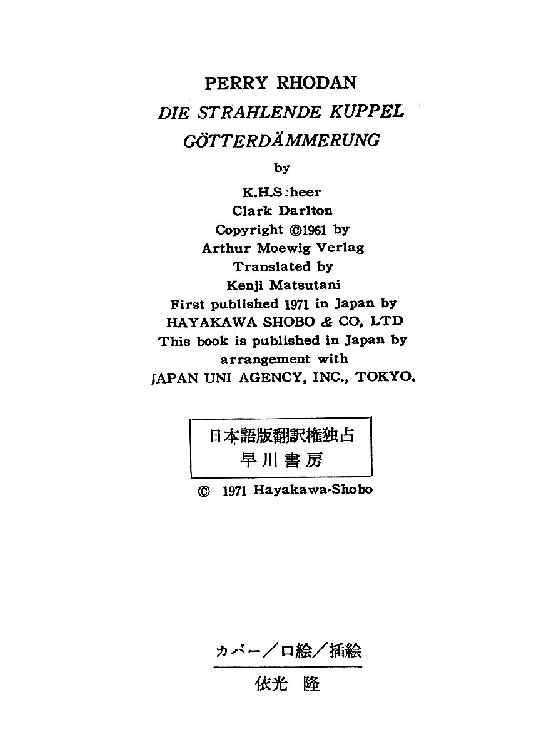 PERRY RHODAN
DIE STRAHLENDE KUPPEL
GÖTTERDÄMMERUNG
by
K.H.S:heer
Clark Darlton
Copyright ©1961 by
Arthur Moewig Verlag
Translated by
Kenji Matsutani
First published 1971 in Japan by
HAYAKAWA SHOBO & CO, LTD
This book is published in Japan by
arrangement with
JAPAN UNI AGENCY, INC., TOKYO.
日本語版翻訳権独占
早川書房
© 1971 Hayakawa-Shobo
カバー/口絵/挿絵
依光 隆